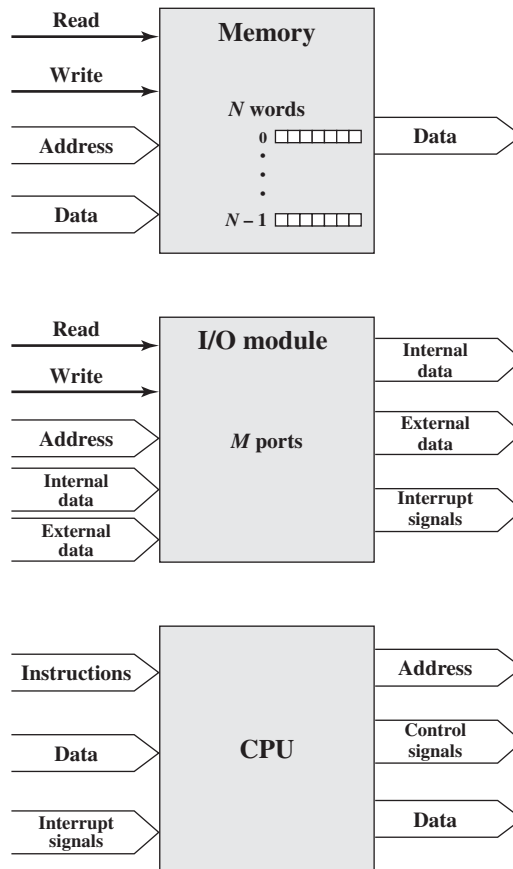 Read
Memory
Write
N words
Address
0
Data
Data
N – 1
Read
I/O module
Internal
data
Write
External
data
Address
M ports
Internal
data
Interrupt
signals
External
data
Instructions
Address
CPU
Control
signals
Data
Interrupt
signals
Data